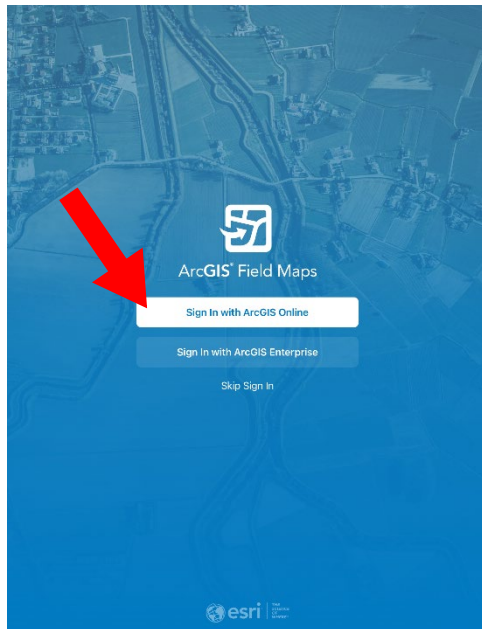 ArcGIS® Field Maps
Sign In with ArcGIS Online
Sign In with ArcGIS Enterprise
Skip Sign In
esri